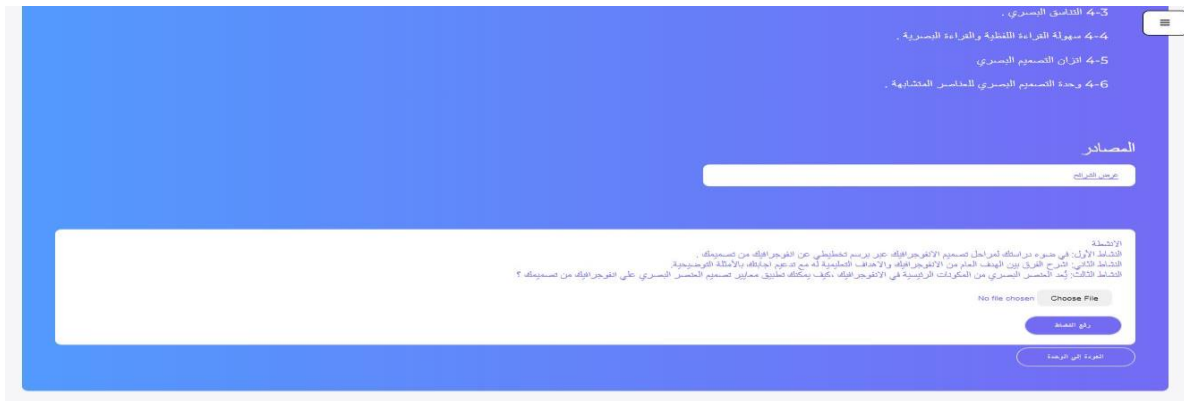 4-3 التناسق البصري .
4-4 سهولة القراءة اللفظية والقراءة البصرية .
4-5 اتزان التصميم البصري
4-6 وحدة التصميم البصري للعناصر المتشابهة .
المصادر
عرض الشرائح
الانشطة
النشاط الأول: في ضوء دراستك لمراحل تصميم الانفوجرافيك عبر برسم تخطيطي عن انفوجرافيك من تصميمك .
النشاط الثاني: اشرح الفرق بين الهدف العام من الانفوجرافيك والاهداف التعليمية له مع تدعيم اجابتك بالأمثلة التوضيحية.
النشاط الثالث: يُعد العنصر البصري من المكونات الرئيسية في الانفوجرافيك ،كيف يمكنك تطبيق معايير تصميم العنصر البصري على انفوجرافيك من تصميمك ؟
Choose File No file chosen
رفع النشاط
العودة إلى الوحدة